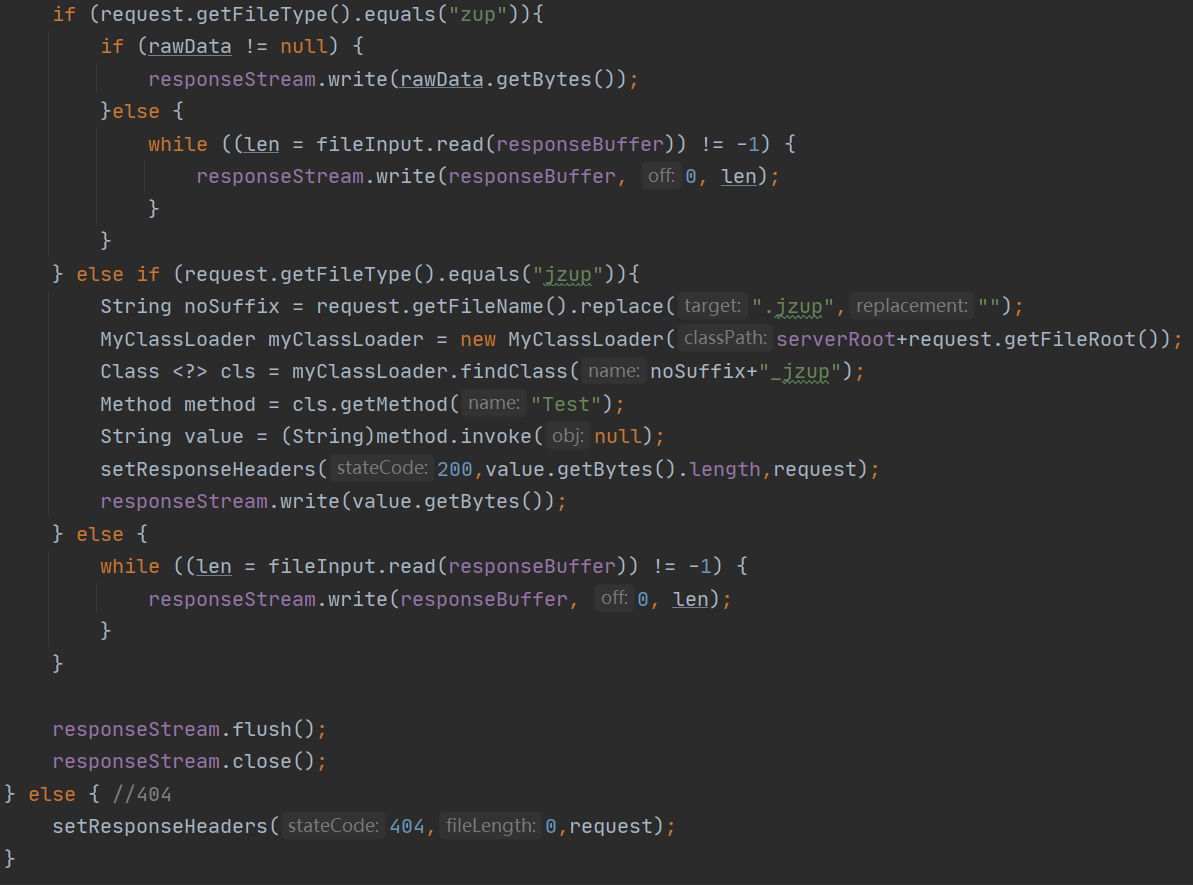 if (request.getFileType().equals("zup")){
if (rawData != null) {
responseStream.write(rawData.getBytes());
}else {
while ((len = fileInput.read(responseBuffer)) != -1) {
responseStream.write(responseBuffer, off: 0, len);
}
}
} else if (request.getFileType().equals("jzup")){
String noSuffix = request.getFileName().replace( target: ".jzup", replacement: "");
MyClassLoader myClassLoader = new MyClassLoader( classPath: serverRoot+request.getFileRoot());
Class <?> cls = myClassLoader.findClass( name: noSuffix+"_jzup");
Method method = cls.getMethod( name: "Test");
String value = (String)method.invoke( obj: null);
setResponseHeaders( stateCode: 200,value.getBytes().length,request);
responseStream.write(value.getBytes());
} else {
while ((len = fileInput.read(responseBuffer)) != -1) {
responseStream.write(responseBuffer, off: 0, len);
}
}
responseStream.flush();
responseStream.close();
} else { //404
setResponseHeaders( stateCode: 404, fileLength: 0,request);
}